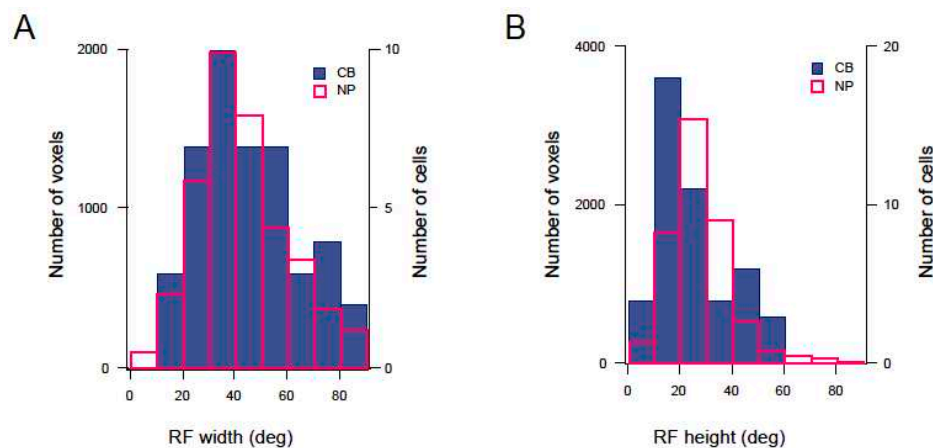 A
2000
1000
0
Number of voxels
10
5
0
Number of cells
CB
NP
0 20 40 60 80
RF width (deg)
B
4000
2000
0
Number of voxels
20
10
0
Number of cells
CB
NP
0 20 40 60 80
RF height (deg)